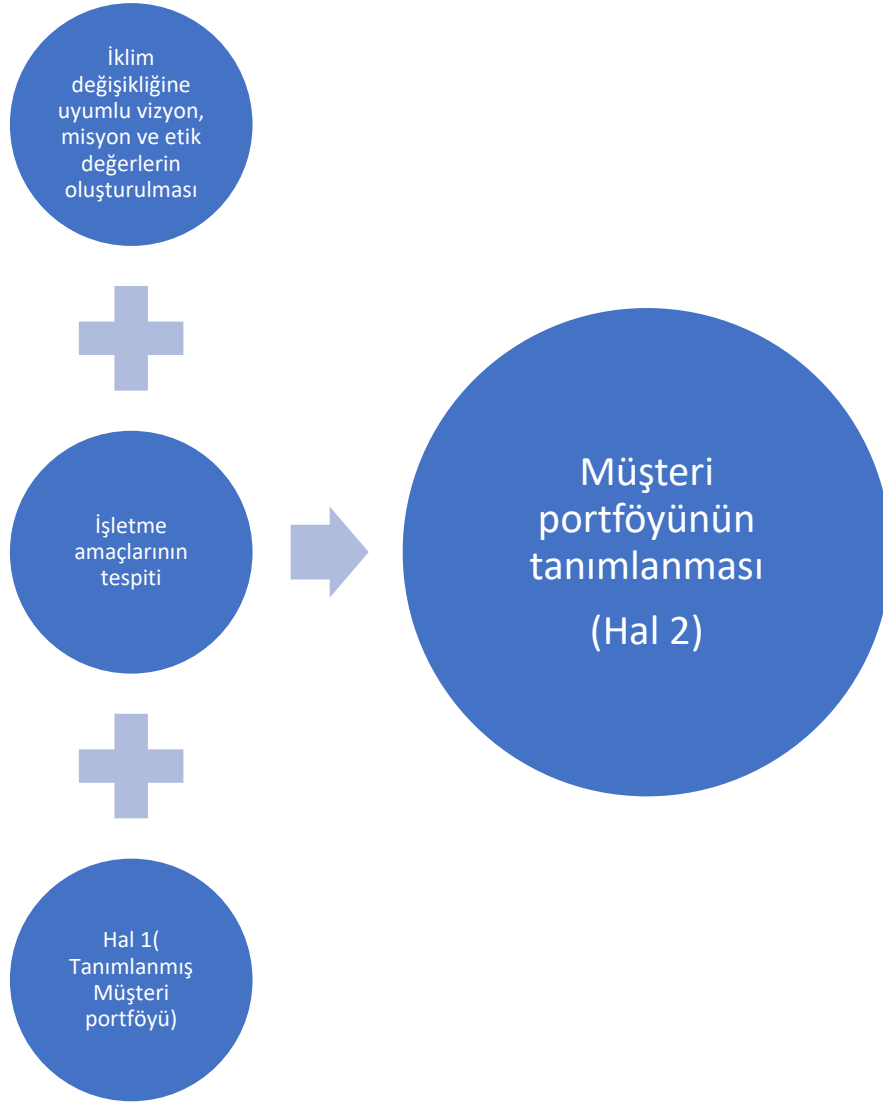 İklim
değişikliğine
uyumlu vizyon,
misyon ve etik
değerlerin
oluşturulması
İşletme
amaçlarının
tespiti
Hal 1(
Tanımlanmış
Müşteri
portföyü)
Müşteri
portföyünün
tanımlanması
(Hal 2)